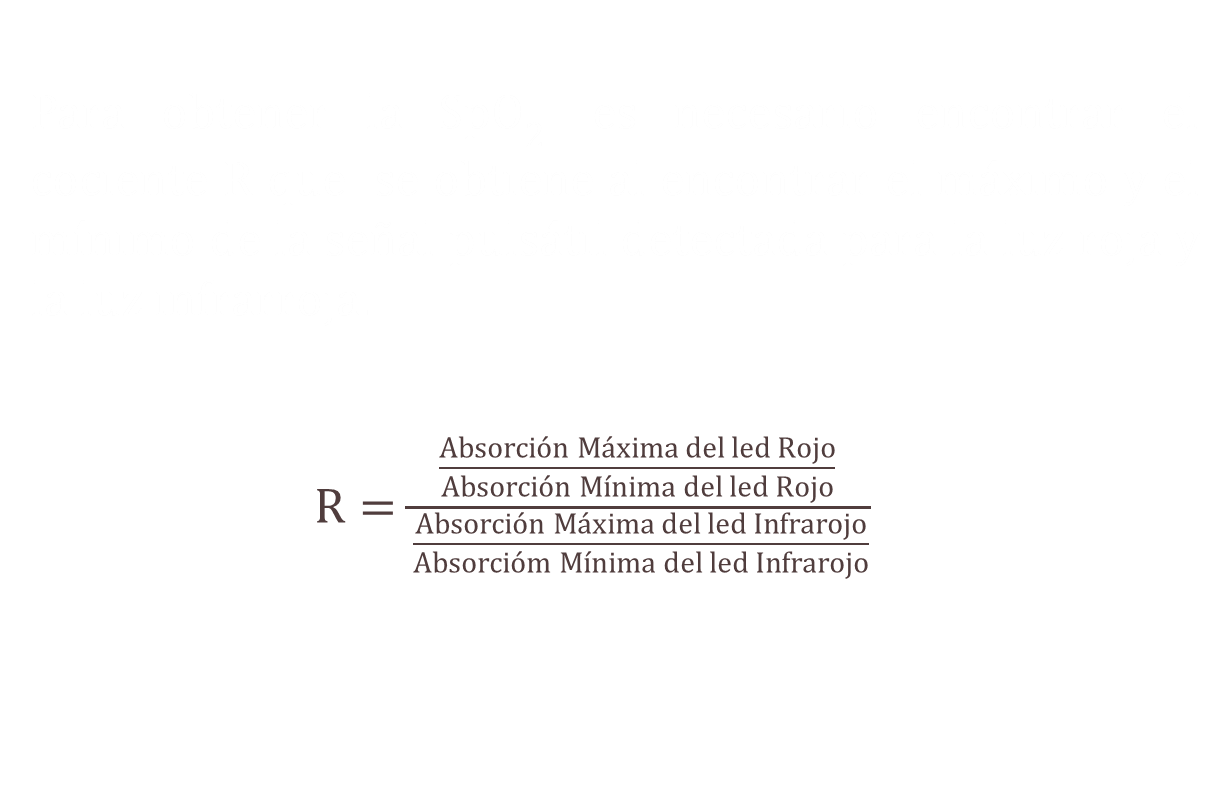 Absorción Máxima del led Rojo
Absorción Mínima del led Rojo
R =
Absorción Máxima del led Infrarojo
Absorcióm Mínima del led Infrarojo